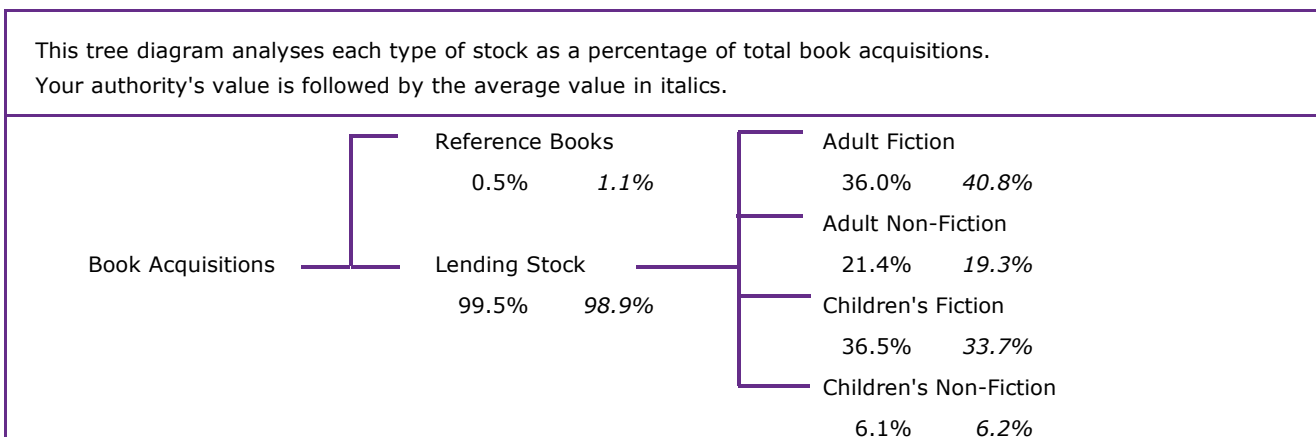 This tree diagram analyses each type of stock as a percentage of total book acquisitions.
Your authority's value is followed by the average value in italics.
Reference Books
0.5% 1.1%
Book Acquisitions
Lending Stock
99.5% 98.9%
Adult Fiction
36.0% 40.8%
Adult Non-Fiction
21.4% 19.3%
Children's Fiction
36.5% 33.7%
Children's Non-Fiction
6.1% 6.2%